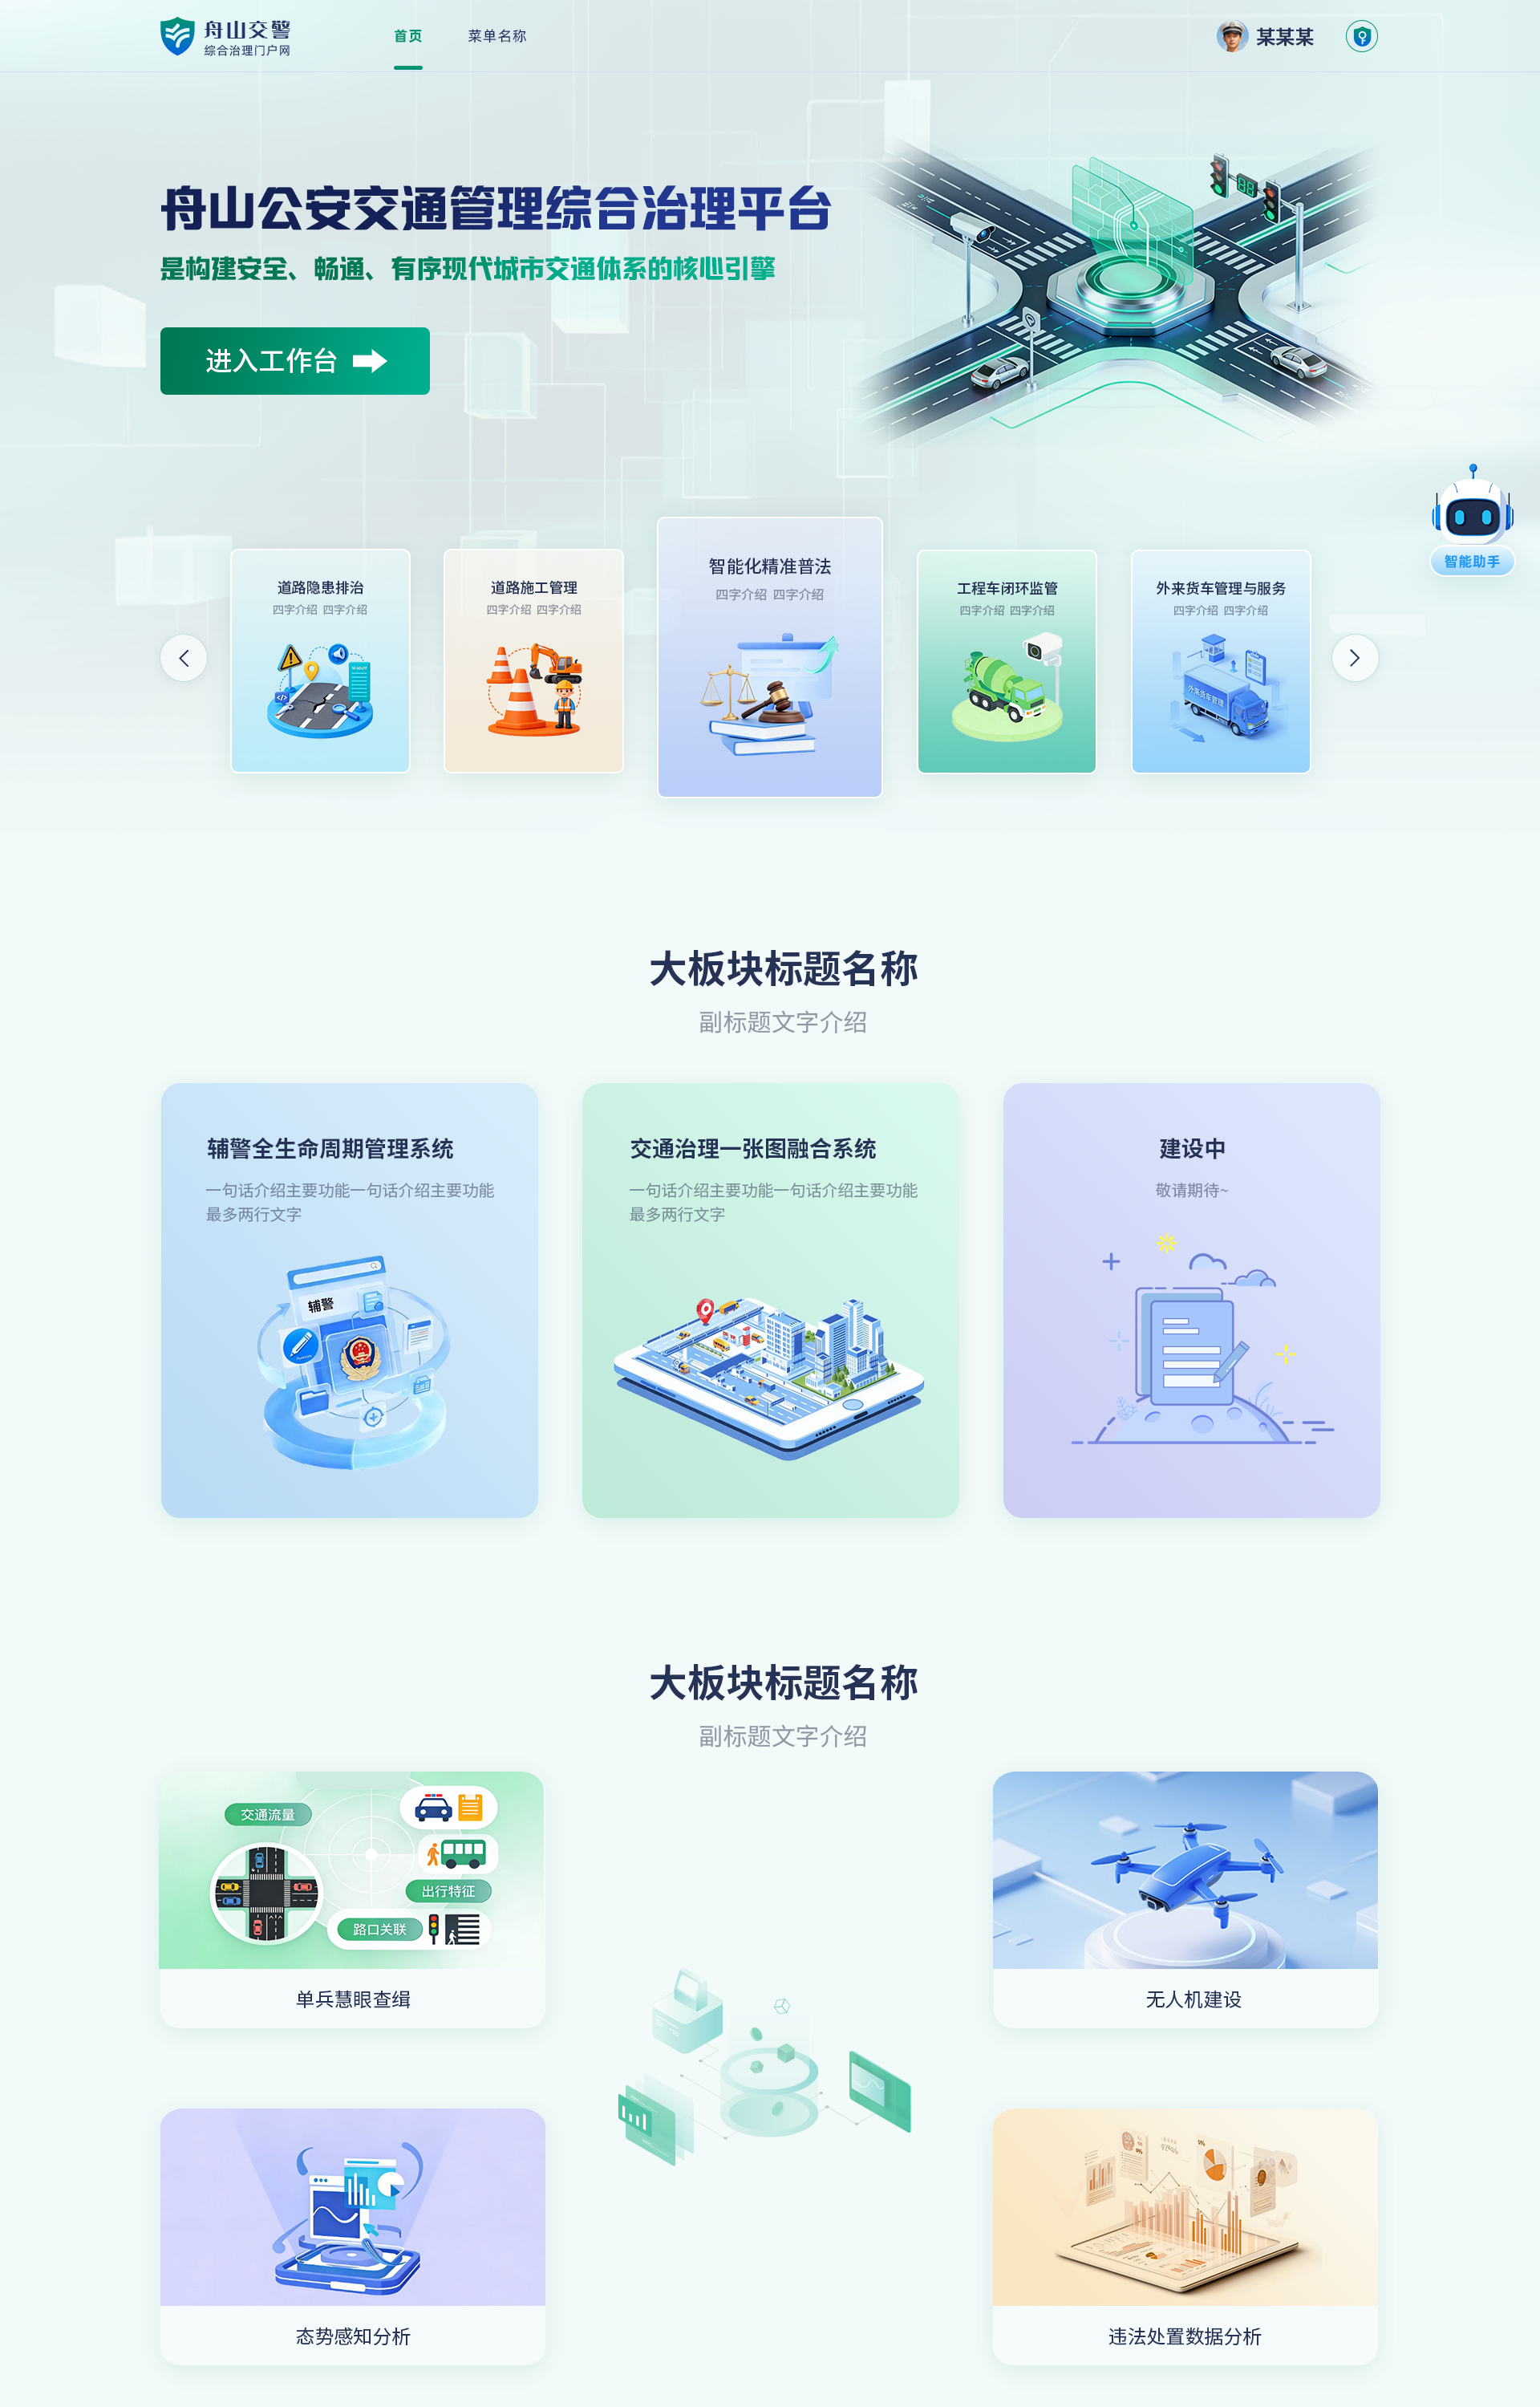 舟山交警
综合治理门户网
首页
菜单名称
某某某
舟山公安交通管理综合治理平台
是构建安全、畅通、有序现代城市交通体系的核心引擎
进入工作台
智能助手
道路隐患排治
四字介绍 四字介绍
道路施工管理
四字介绍 四字介绍
智能化精准普法
四字介绍 四字介绍
工程车闭环监管
四字介绍 四字介绍
外来货车管理与服务
四字介绍 四字介绍
外来货车管理
大板块标题名称
副标题文字介绍
辅警全生命周期管理系统
一句话介绍主要功能一句话介绍主要功能
最多两行文字
辅警
交通治理一张图融合系统
一句话介绍主要功能一句话介绍主要功能
最多两行文字
建设中
敬请期待~
大板块标题名称
副标题文字介绍
交通流量
出行特征
路口关联
单兵慧眼查缉
无人机建设
态势感知分析
违法处置数据分析